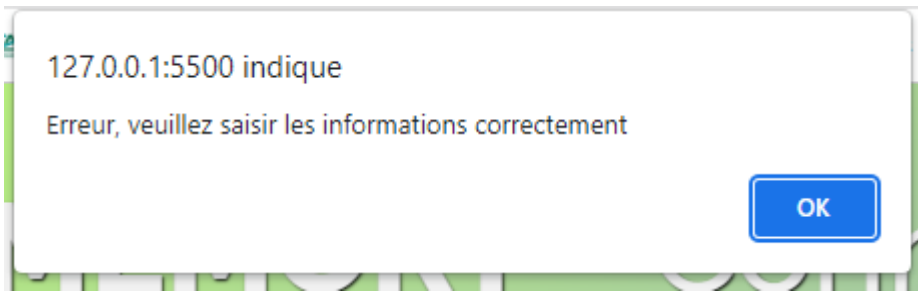 127.0.0.1:5500 indique
Erreur, veuillez saisir les informations correctement
OK